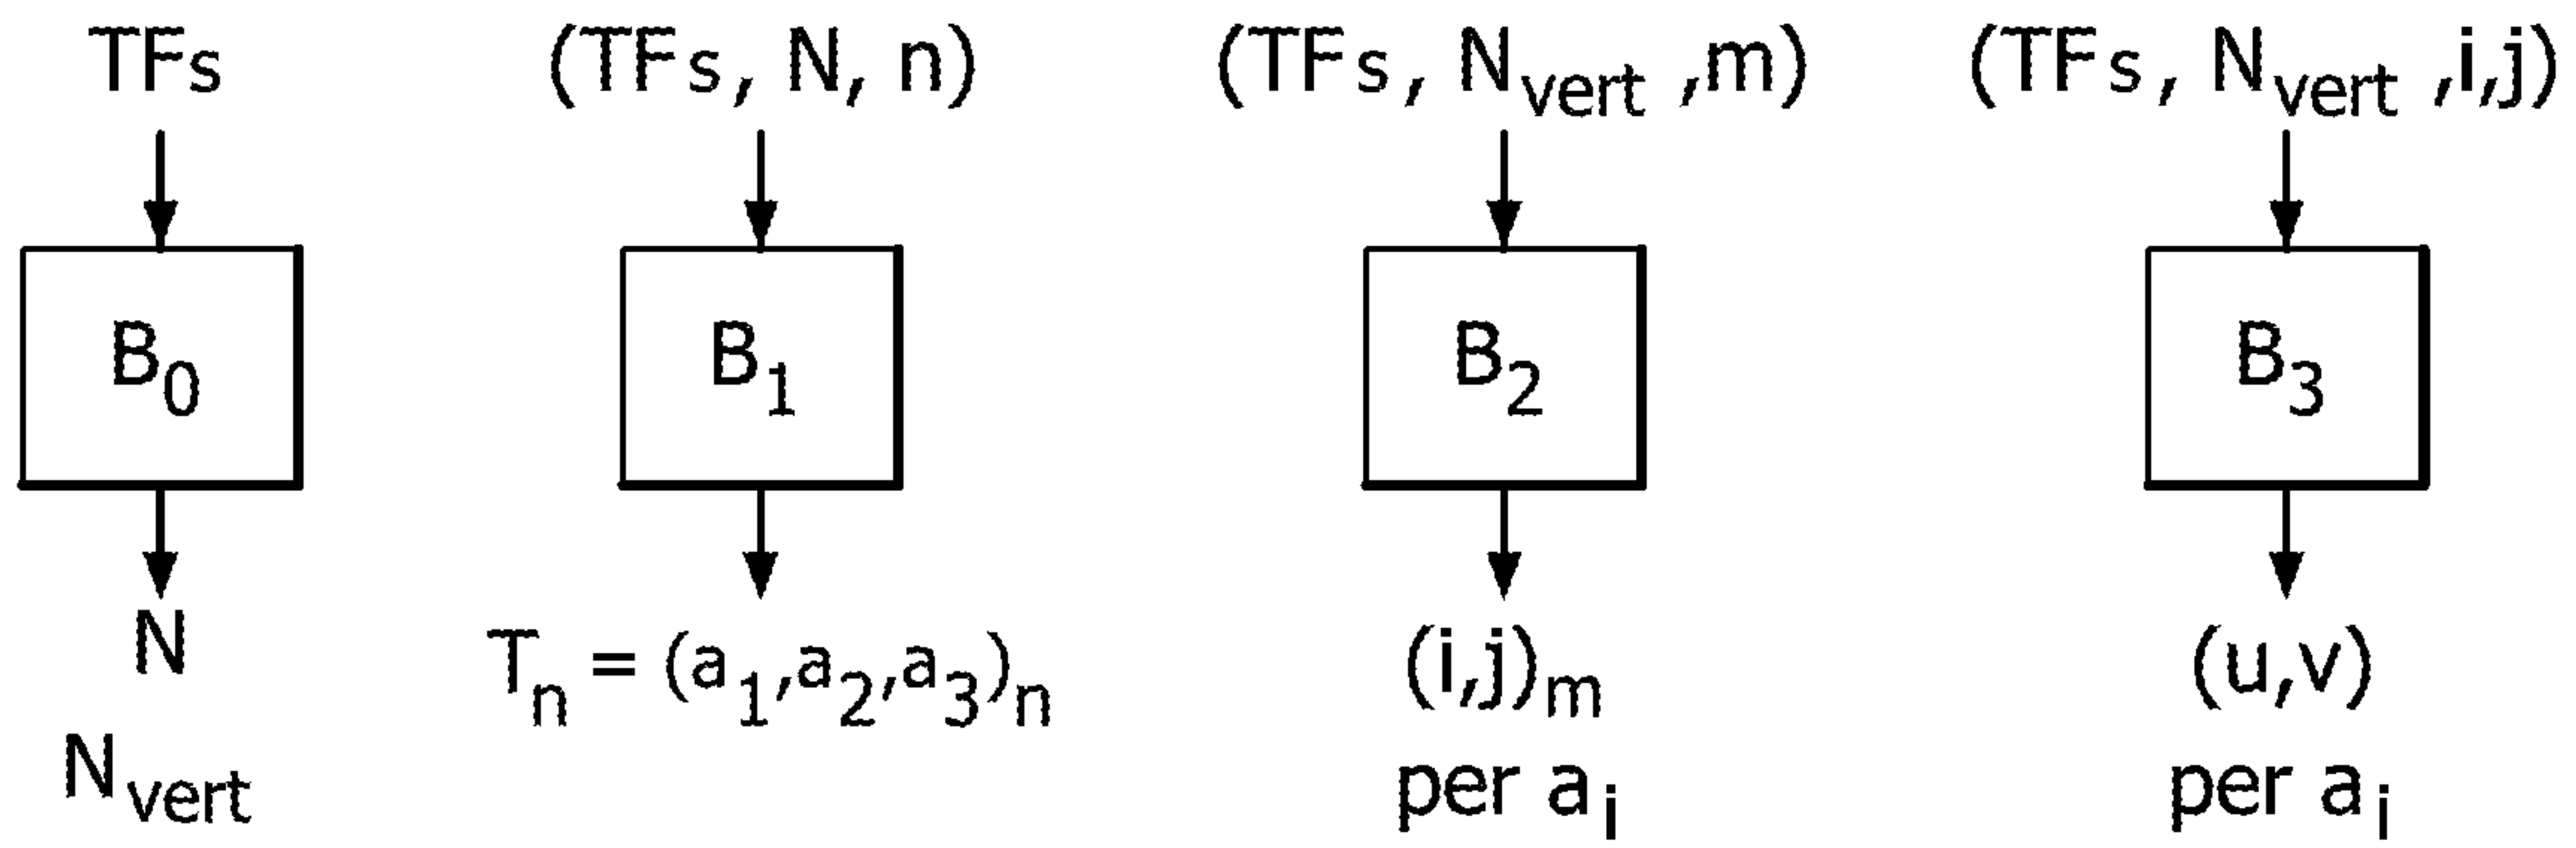 TFs
(TFs, N, n)
(TFs, Nvert ,m)
(TFs, Nvert ,i,j)
B0
B1
B2
B3
N
Nvert
Tn = (a1,a2,a3)n
(i,j)m
per ai
(u,v)
per ai